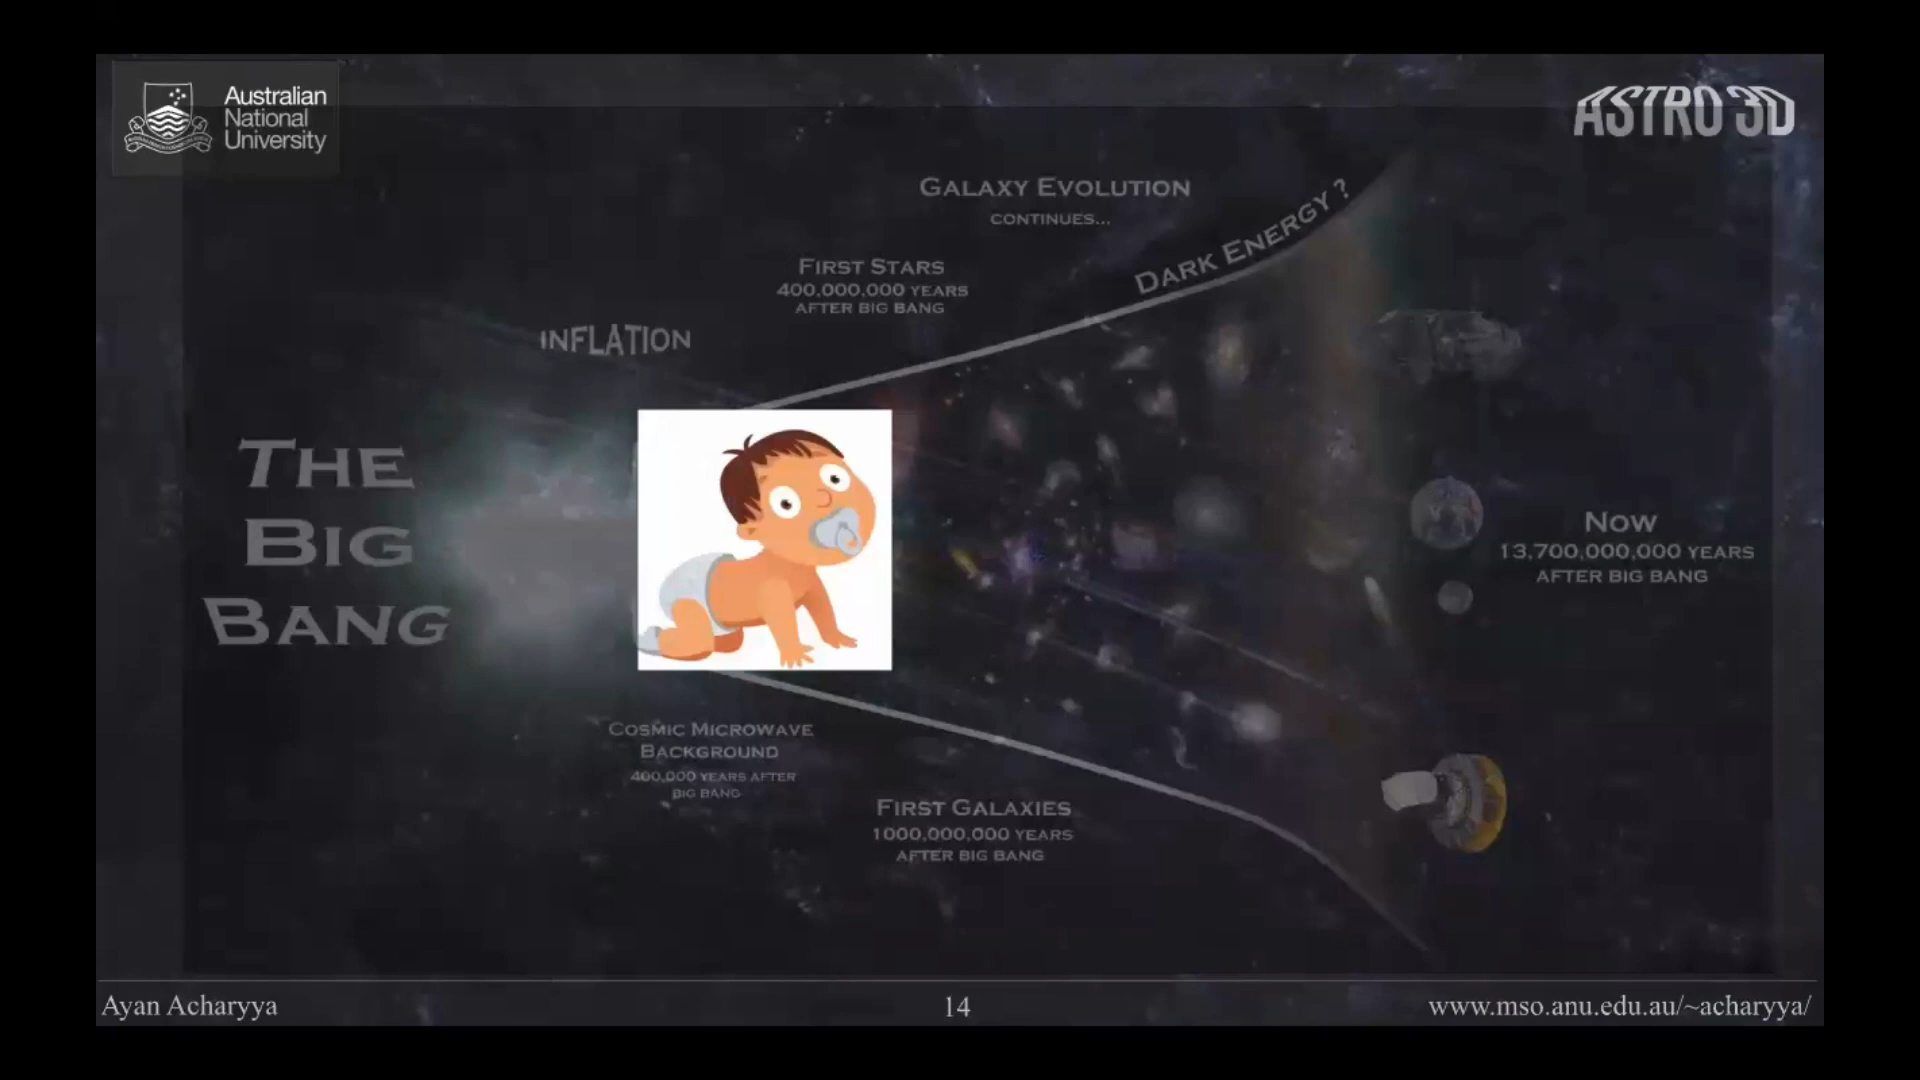 Australian
National
University
ASTRO 3D
GALAXY EVOLUTION
CONTINUES...
DARK ENERGY ?
FIRST STARS
400,000,000 YEARS
AFTER BIG BANG
INFLATION
THE
BIG
BANG
NOW
13,700,000,000 YEARS
AFTER BIG BANG
COSMIC MICROWAVE
BACKGROUND
400,000 YEARS AFTER
BIG BANG
FIRST GALAXIES
1000,000,000 YEARS
AFTER BIG BANG
Ayan Acharyya
14
www.mso.anu.edu.au/~acharyya/